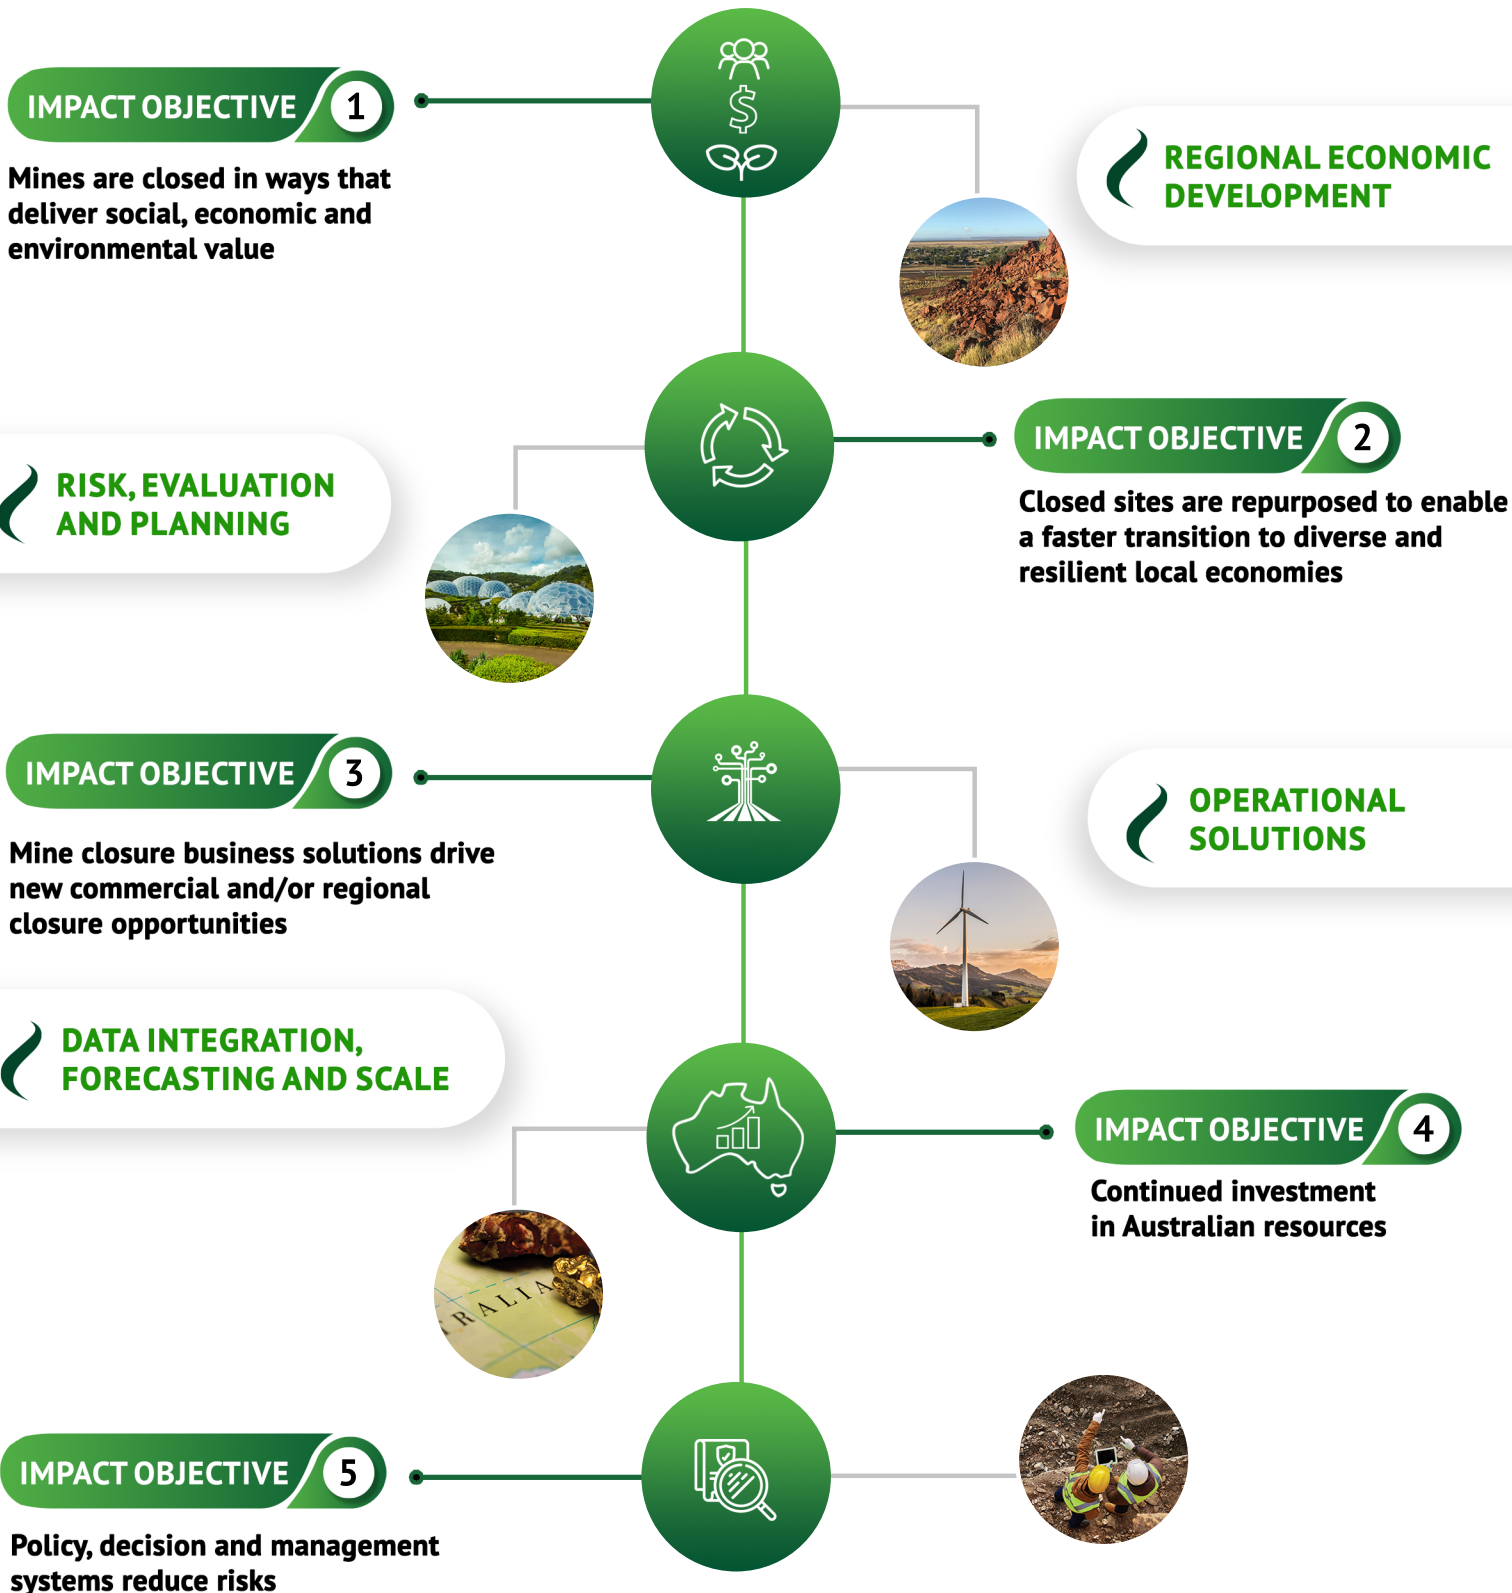 IMPACT OBJECTIVE 1
Mines are closed in ways that
deliver social, economic and
environmental value
REGIONAL ECONOMIC
DEVELOPMENT
RISK, EVALUATION
AND PLANNING
IMPACT OBJECTIVE 2
Closed sites are repurposed to enable
a faster transition to diverse and
resilient local economies
IMPACT OBJECTIVE 3
Mine closure business solutions drive
new commercial and/or regional
closure opportunities
OPERATIONAL
SOLUTIONS
DATA INTEGRATION,
FORECASTING AND SCALE
IMPACT OBJECTIVE 4
Continued investment
in Australian resources
RALIA
IMPACT OBJECTIVE 5
Policy, decision and management
systems reduce risks